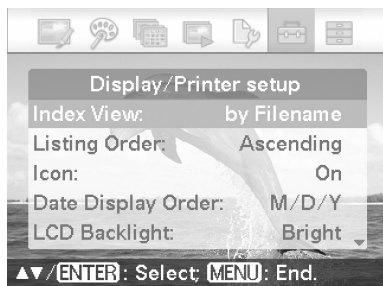 Display/Printer setup
Index View: by Filename
Listing Order: Ascending
Icon: On
Date Display Order: M/D/Y
LCD Backlight: Bright
▲▼/ENTER: Select; MENU: End.